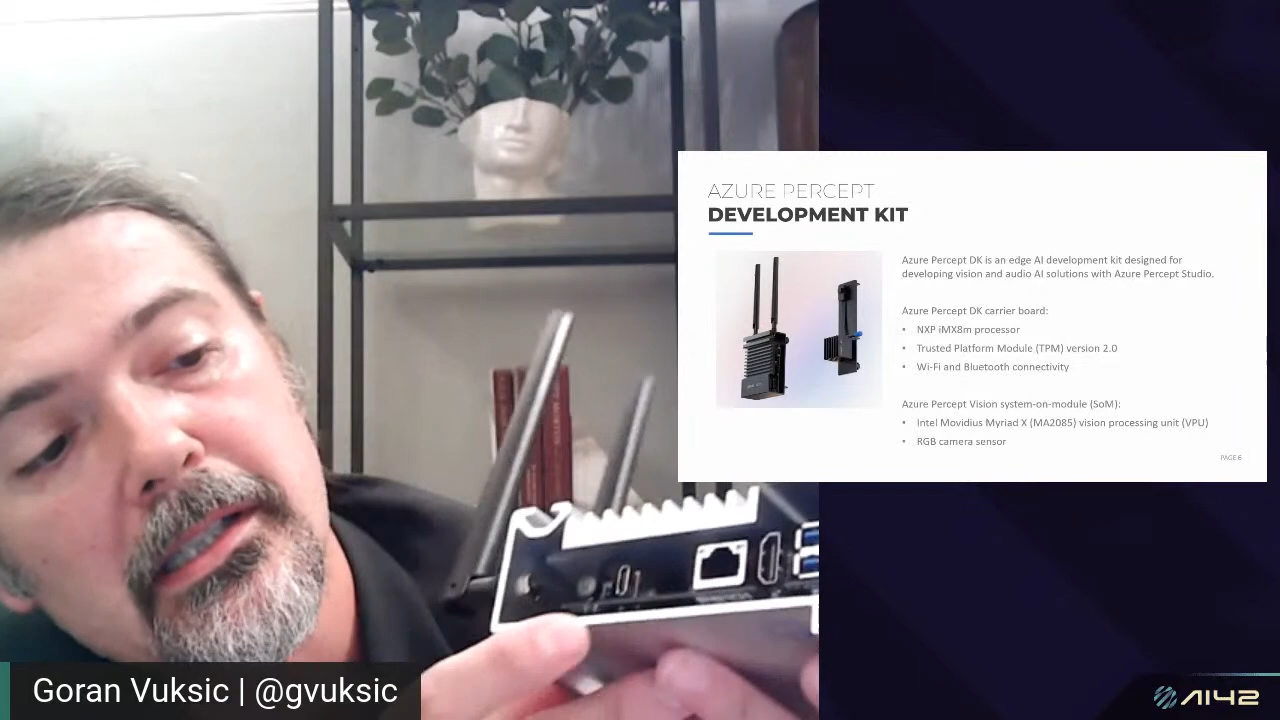 AZURE PERCEPT
DEVELOPMENT KIT
Azure Percept DK is an edge AI development kit designed for
developing vision and audio AI solutions with Azure Percept Studio.
Azure Percept DK carrier board:
• NXP iMX8m processor
• Trusted Platform Module (TPM) version 2.0
• Wi-Fi and Bluetooth connectivity
Azure Percept Vision system-on-module (SoM):
• Intel Movidius Myriad X (MA2085) vision processing unit (VPU)
• RGB camera sensor
PAGE 6
Goran Vuksic | @gvuksic
AI42